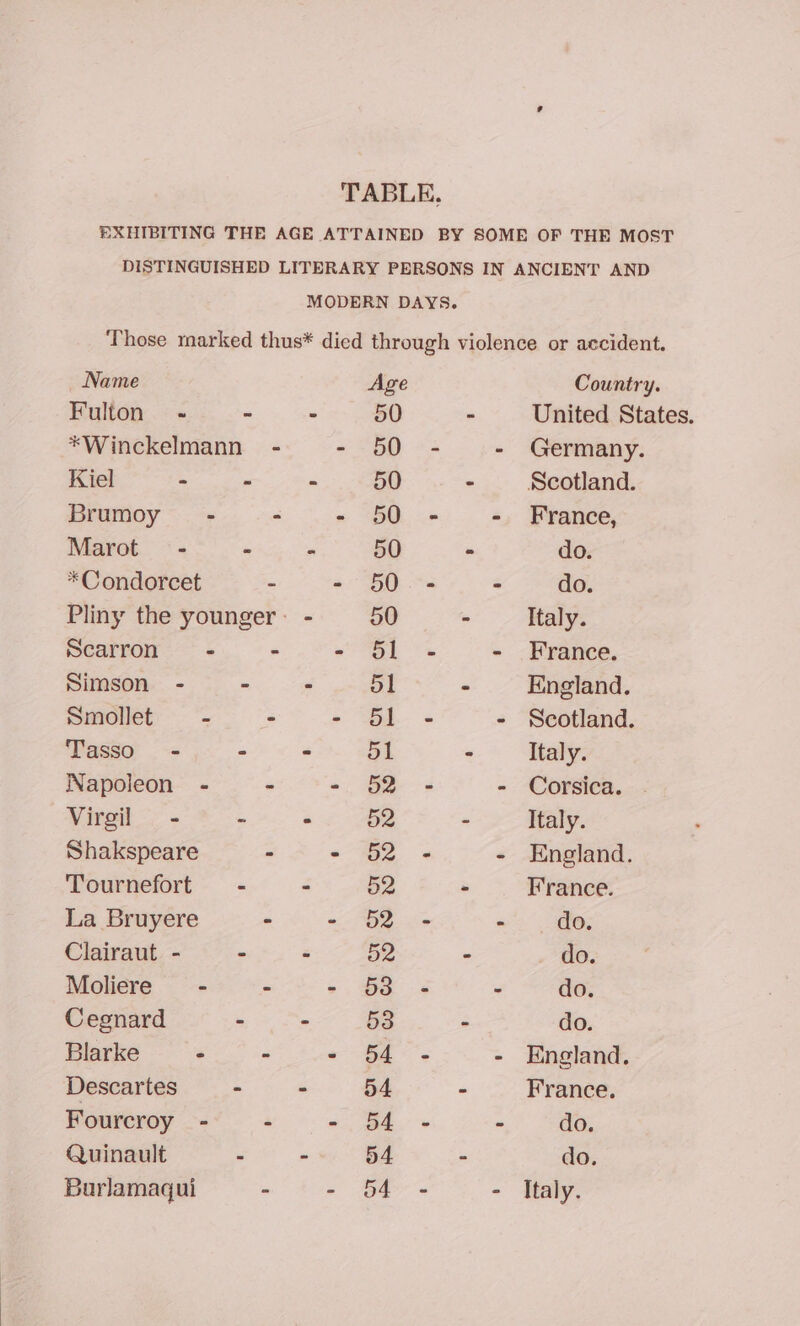 TABLE.
EXHIBITING THE AGE ATTAINED BY SOME OF THE MOST
DISTINGUISHED LITERARY PERSONS IN ANCIENT AND
MODERN DAYS.
Those marked thus* died through violence or accident.
Name Age Country.
Fulton - - - 50 - United States.
*Winckelmann - - 50 - - Germany.
Kiel - - - 50 - Scotland.
Brumoy - - - 50 - - France,
Marot - - - 50 - do.
*Condorcet - - 50 - - do.
Pliny the younger - 50 - Italy.
Scarron - - - 51 - - France.
Simson - - - 51 - England.
Smollet - - - 51 - - Scotland.
Tasso - - - 51 - Italy.
Napoleon - - - 52 - - Corsica.
Virgil - - - 52 - Italy.
Shakspeare - - 52 - - England.
Tournefort - - 52 - France.
La Bruyere - - 52 - - do.
Clairaut - - - 52 - do.
Moliere - - - 53 - - do.
Cegnard - - 53 - do.
Blarke - - - 54 - - England.
Descartes - - 54 - France.
Fourcroy - - - 54 - - do.
Quinault - - 54 - do.
Burlamaqui - - 54 - - Italy.